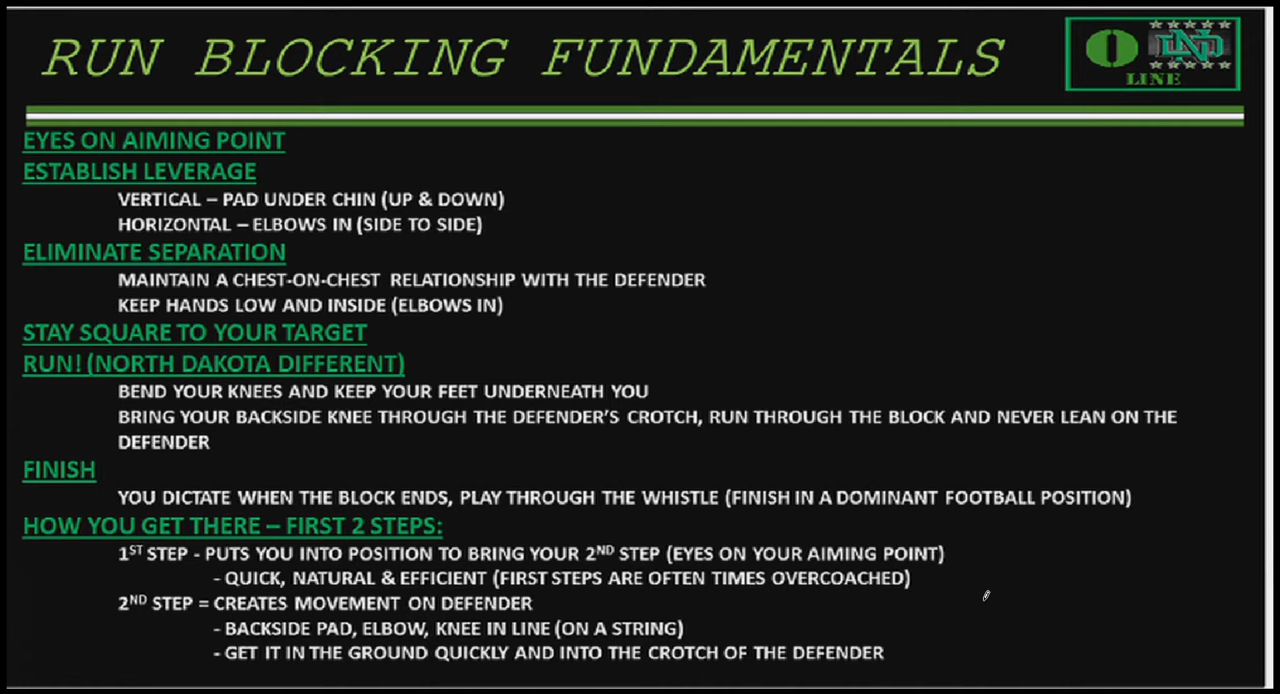 RUN BLOCKING FUNDAMENTALS
O
ND
LINE
EYES ON AIMING POINT
ESTABLISH LEVERAGE
VERTICAL – PAD UNDER CHIN (UP & DOWN)
HORIZONTAL – ELBOWS IN (SIDE TO SIDE)
ELIMINATE SEPARATION
MAINTAIN A CHEST-ON-CHEST RELATIONSHIP WITH THE DEFENDER
KEEP HANDS LOW AND INSIDE (ELBOWS IN)
STAY SQUARE TO YOUR TARGET
RUN! (NORTH DAKOTA DIFFERENT)
BEND YOUR KNEES AND KEEP YOUR FEET UNDERNEATH YOU
BRING YOUR BACKSIDE KNEE THROUGH THE DEFENDER'S CROTCH, RUN THROUGH THE BLOCK AND NEVER LEAN ON THE
DEFENDER
FINISH
YOU DICTATE WHEN THE BLOCK ENDS, PLAY THROUGH THE WHISTLE (FINISH IN A DOMINANT FOOTBALL POSITION)
HOW YOU GET THERE – FIRST 2 STEPS:
1ST STEP - PUTS YOU INTO POSITION TO BRING YOUR 2ND STEP (EYES ON YOUR AIMING POINT)
- QUICK, NATURAL & EFFICIENT (FIRST STEPS ARE OFTEN TIMES OVERCOACHED)
2ND STEP = CREATES MOVEMENT ON DEFENDER
- BACKSIDE PAD, ELBOW, KNEE IN LINE (ON A STRING)
- GET IT IN THE GROUND QUICKLY AND INTO THE CROTCH OF THE DEFENDER